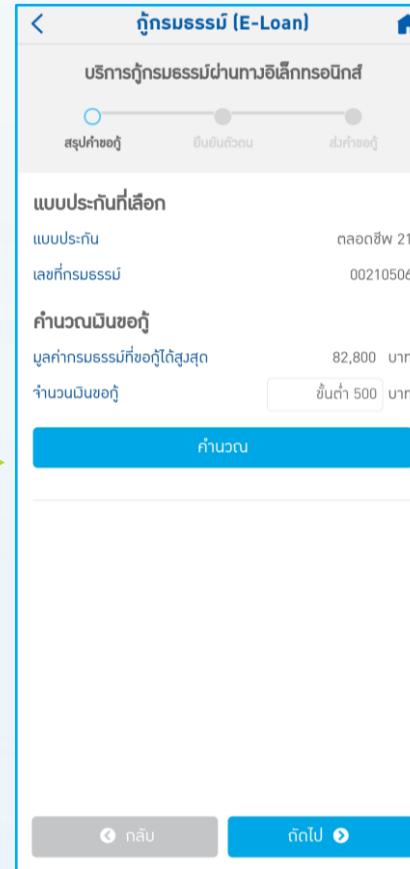 กู้กรมธรรม์ (E-Loan)
บริการกู้กรมธรรม์ผ่านทางอิเล็กทรอนิกส์
สรุปคำขอกู้ ยืนยันตัวตน ส่งคำขอกู้
แบบประกันที่เลือก
แบบประกัน ตลอดชีพ 21
เลขที่กรมธรรม์ 00210506
คำนวณเงินขอกู้
มูลค่ากรมธรรม์ที่ขอกู้ได้สูงสุด 82,800 บาท
จำนวนเงินขอกู้ ขั้นต่ำ 500 บาท
คำนวณ
กลับ ถัดไป